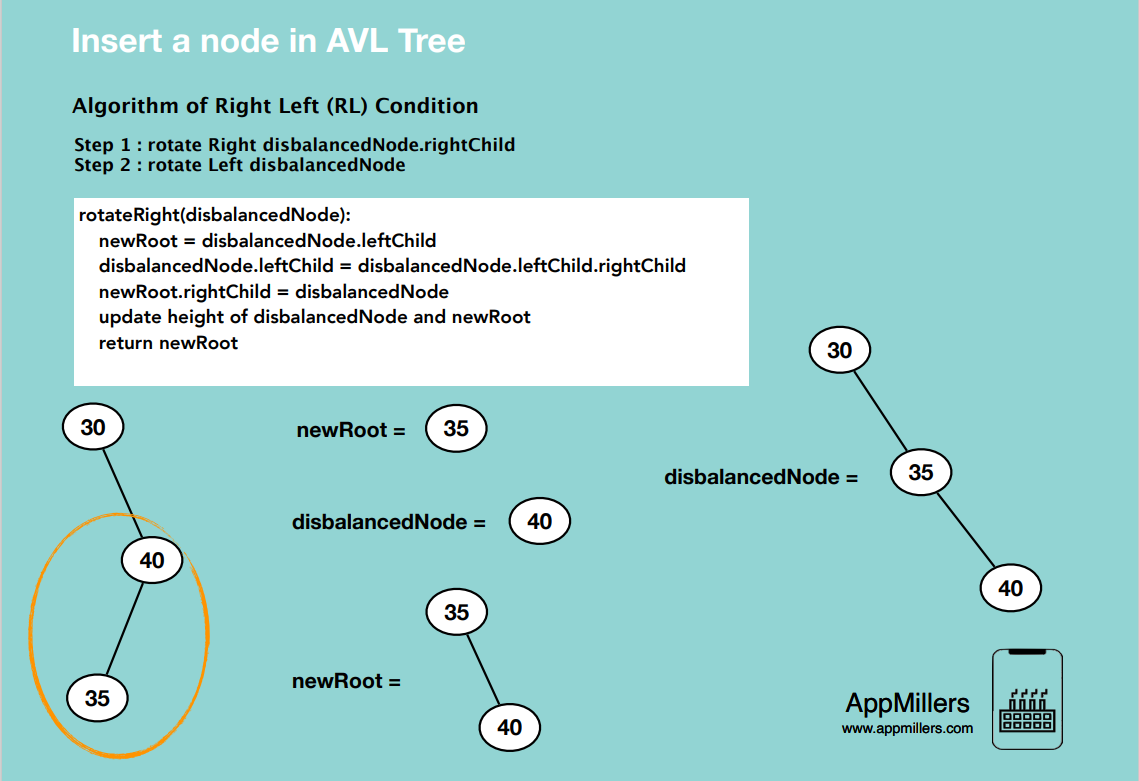 Insert a node in AVL Tree
Algorithm of Right Left (RL) Condition
Step 1 : rotate Right disbalancedNode.rightChild
Step 2 : rotate Left disbalancedNode
rotateRight(disbalancedNode):
newRoot = disbalancedNode.leftChild
disbalancedNode.leftChild = disbalancedNode.leftChild.rightChild
newRoot.rightChild = disbalancedNode
update height of disbalancedNode and newRoot
return newRoot
30
40
35
newRoot =
35
disbalancedNode =
40
newRoot =
35
40
disbalancedNode =
30
35
40
AppMillers
www.appmillers.com